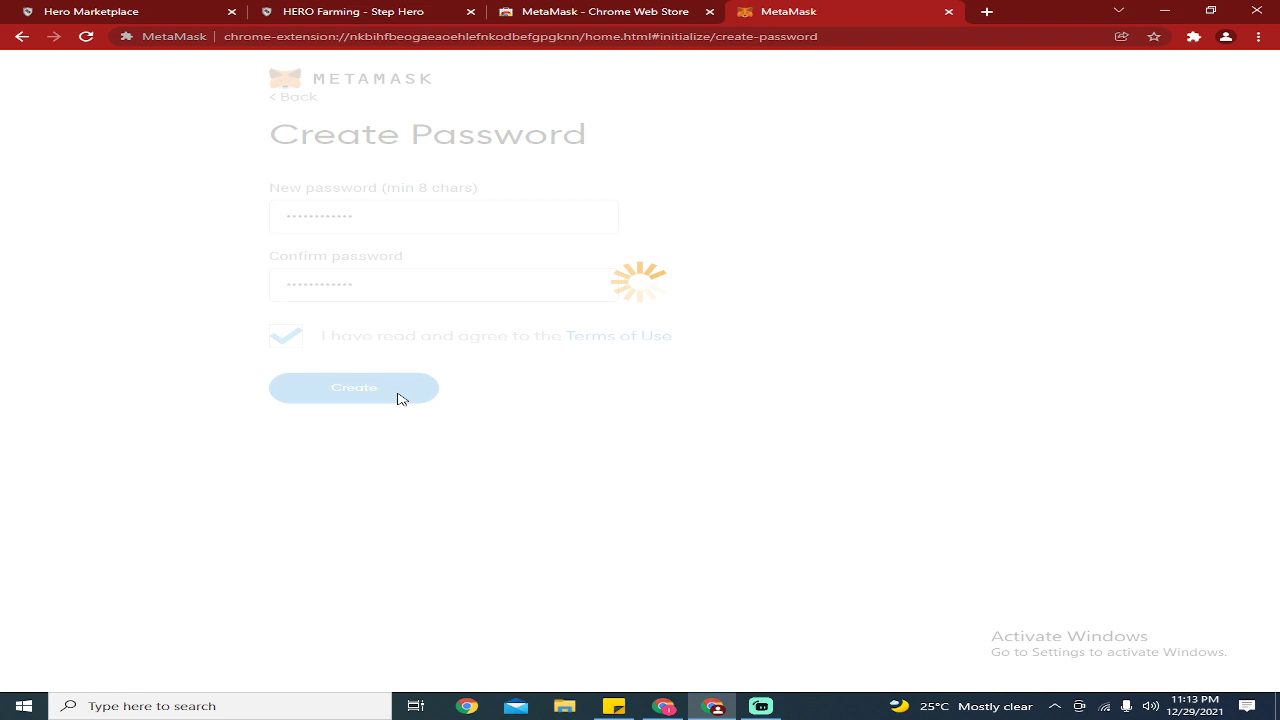 Hero Marketplace
HERO Farming - Step Hero
MetaMask - Chrome Web Store
MetaMask
MetaMask | chrome-extension://nkbihfbeogaeaoehlefnkodbefgpgknn/home.html#initialize/create-password
METAMASK
< Back
Create Password
New password (min 8 chars)
••••••••••••
Confirm password
••••••••••••
I have read and agree to the Terms of Use
Create
Activate Windows
Go to Settings to activate Windows.
Type here to search
25°C Mostly clear
11:13 PM
12/29/2021